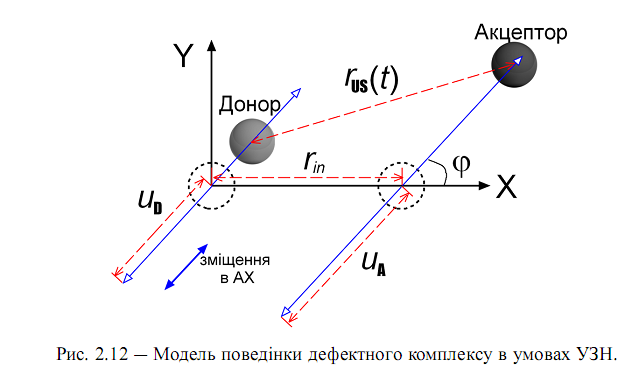 Акцептор
Y
r_US(t)
Донор
r_in
φ
X
u_D
зміщення
в АХ
u_A
Рис. 2.12 — Модель поведінки дефектного комплексу в умовах УЗН.